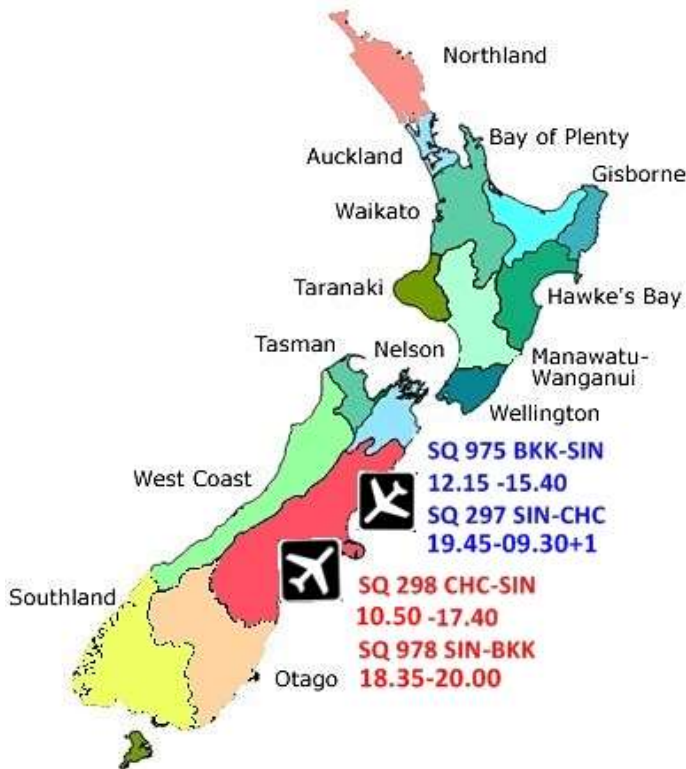 Northland
Bay of Plenty
Auckland
Gisborne
Waikato
Taranaki
Hawke's Bay
Tasman
Nelson
Manawatu-
Wanganui
Wellington
SQ 975 BKK-SIN
12.15 -15.40
SQ 297 SIN-CHC
19.45-09.30+1
West Coast
SQ 298 CHC-SIN
10.50 -17.40
SQ 978 SIN-BKK
18.35-20.00
Southland
Otago